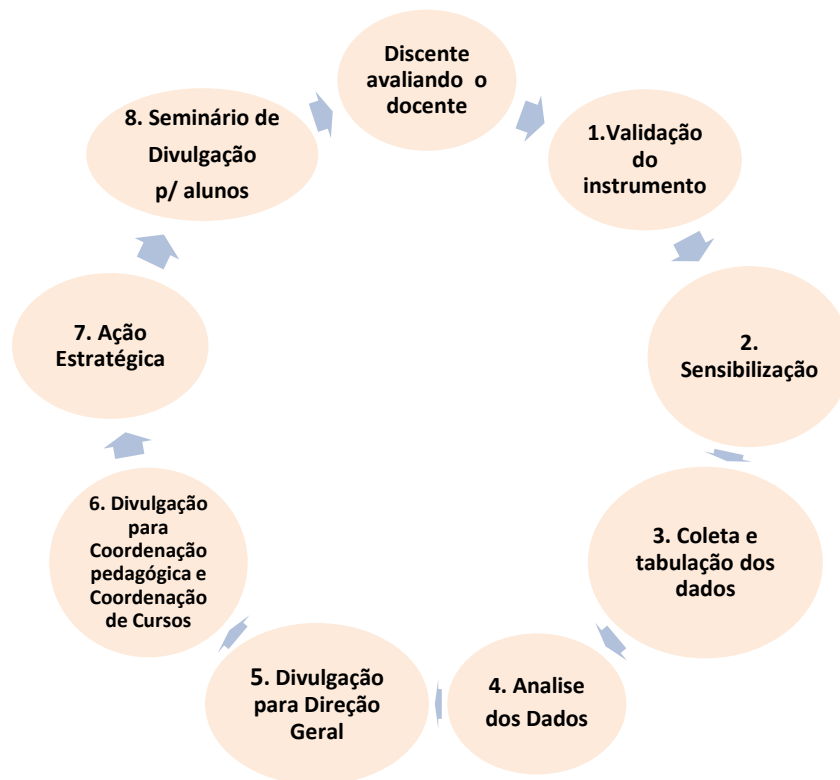 Discente
avaliando o
docente
1.Validação
do
instrumento
2.
Sensibilização
3. Coleta e
tabulação dos
dados
4. Analise
dos Dados
5. Divulgação
para Direção
Geral
6. Divulgação
para
Coordenação
pedagógica e
Coordenação
de Cursos
7. Ação
Estratégica
8. Seminário de
Divulgação
p/ alunos